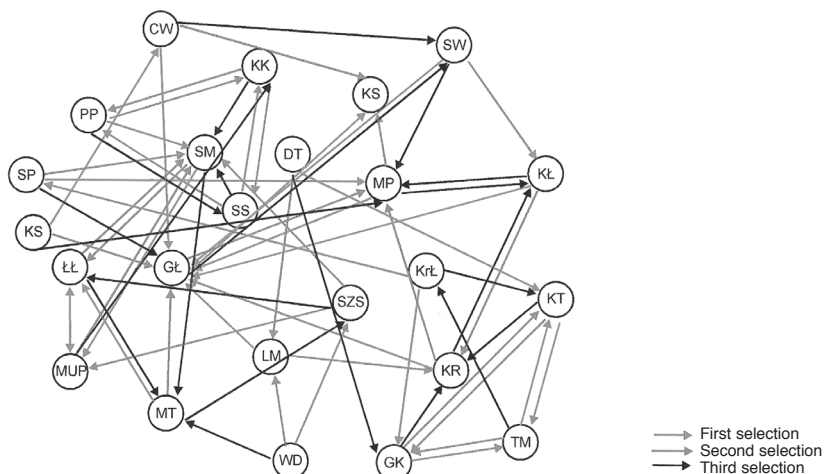 CW
SW
KK
KS
PP
SM
DT
SP
MP
KŁ
SS
KS
ŁŁ
GŁ
KrŁ
SZS
KT
LM
MUP
KR
MT
TM
WD
GK
First selection
Second selection
Third selection